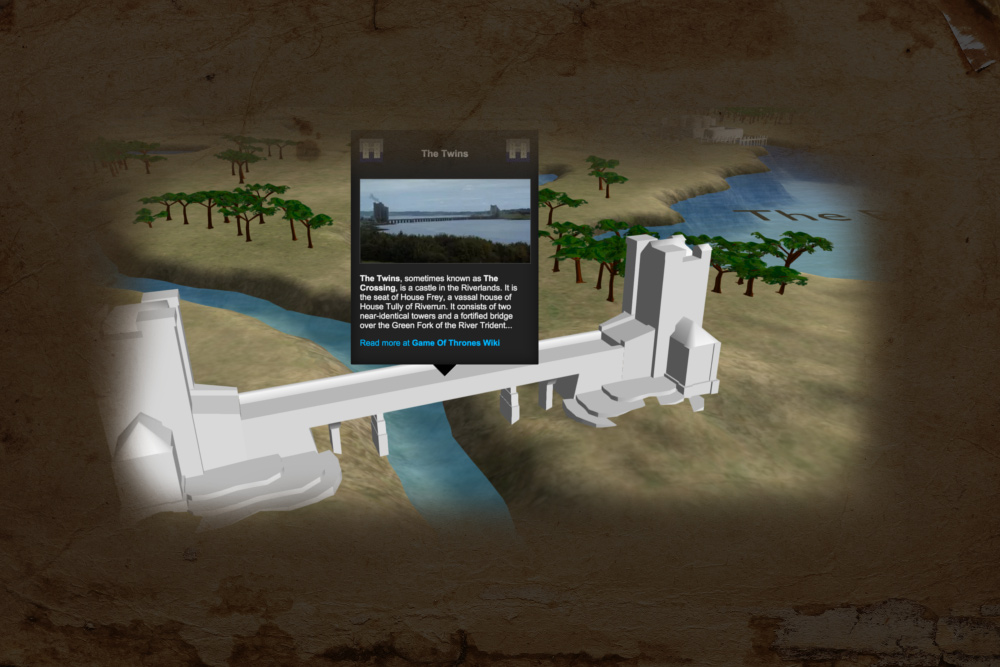 The Twins
The Twins, sometimes known as The
Crossing, is a castle in the Riverlands. It is
the seat of House Frey, a vassal house of
House Tully of Riverrun. It consists of two
near-identical towers and a fortified bridge
over the Green Fork of the River Trident...
Read more at Game Of Thrones Wiki
The